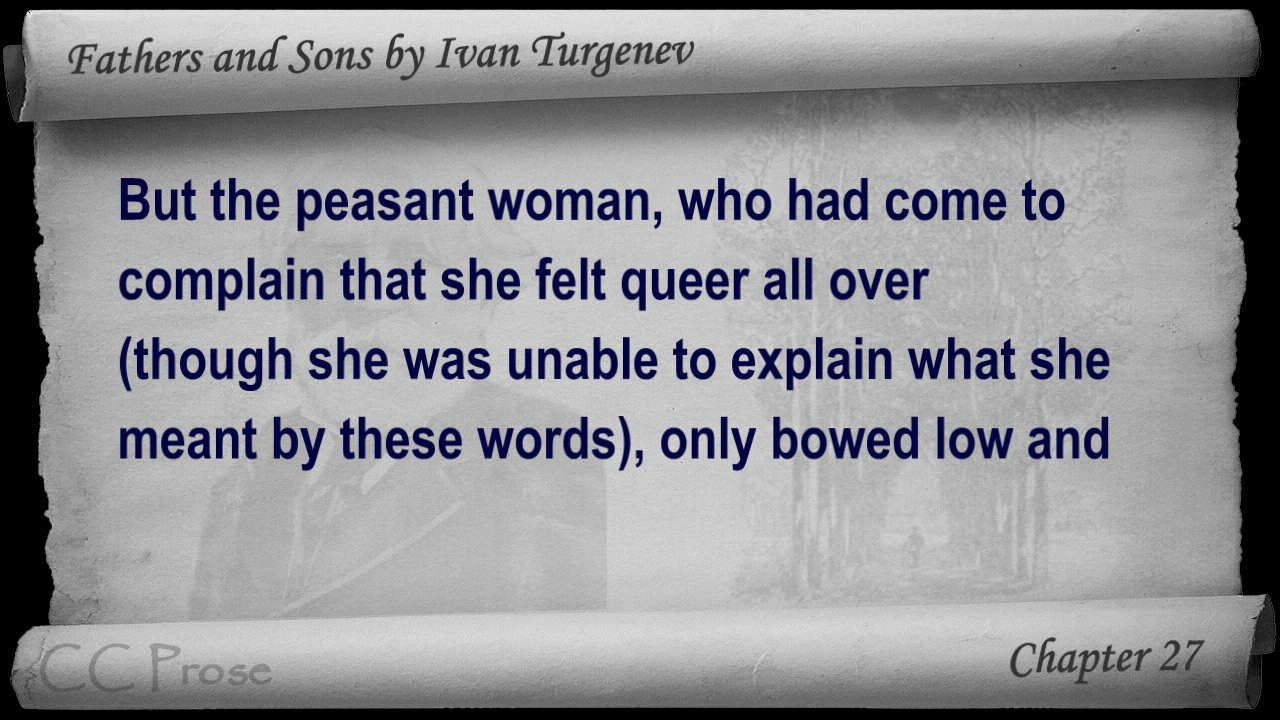 Fathers and Sons by Ivan Turgenev
But the peasant woman, who had come to
complain that she felt queer all over
(though she was unable to explain what she
meant by these words), only bowed low and
CC Prose
Chapter 27